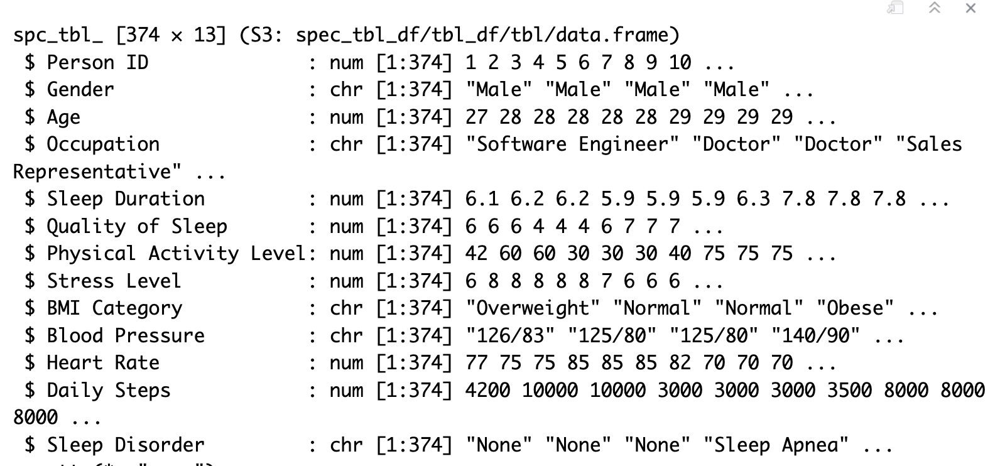 spc_tbl_ [374 × 13] (S3: spec_tbl_df/tbl_df/tbl/data.frame)
 $ Person ID              : num [1:374] 1 2 3 4 5 6 7 8 9 10 ...
 $ Gender                 : chr [1:374] "Male" "Male" "Male" "Male" ...
 $ Age                    : num [1:374] 27 28 28 28 28 28 29 29 29 29 ...
 $ Occupation             : chr [1:374] "Software Engineer" "Doctor" "Doctor" "Sales
Representative" ...
 $ Sleep Duration         : num [1:374] 6.1 6.2 6.2 5.9 5.9 5.9 6.3 7.8 7.8 7.8 ...
 $ Quality of Sleep       : num [1:374] 6 6 6 4 4 4 6 7 7 7 ...
 $ Physical Activity Level: num [1:374] 42 60 60 30 30 30 40 75 75 75 ...
 $ Stress Level           : num [1:374] 6 8 8 8 8 8 7 6 6 6 ...
 $ BMI Category           : chr [1:374] "Overweight" "Normal" "Normal" "Obese" ...
 $ Blood Pressure         : chr [1:374] "126/83" "125/80" "125/80" "140/90" ...
 $ Heart Rate             : num [1:374] 77 75 75 85 85 85 82 70 70 70 ...
 $ Daily Steps            : num [1:374] 4200 10000 10000 3000 3000 3000 3500 8000 8000
8000 ...
 $ Sleep Disorder         : chr [1:374] "None" "None" "None" "Sleep Apnea" ...